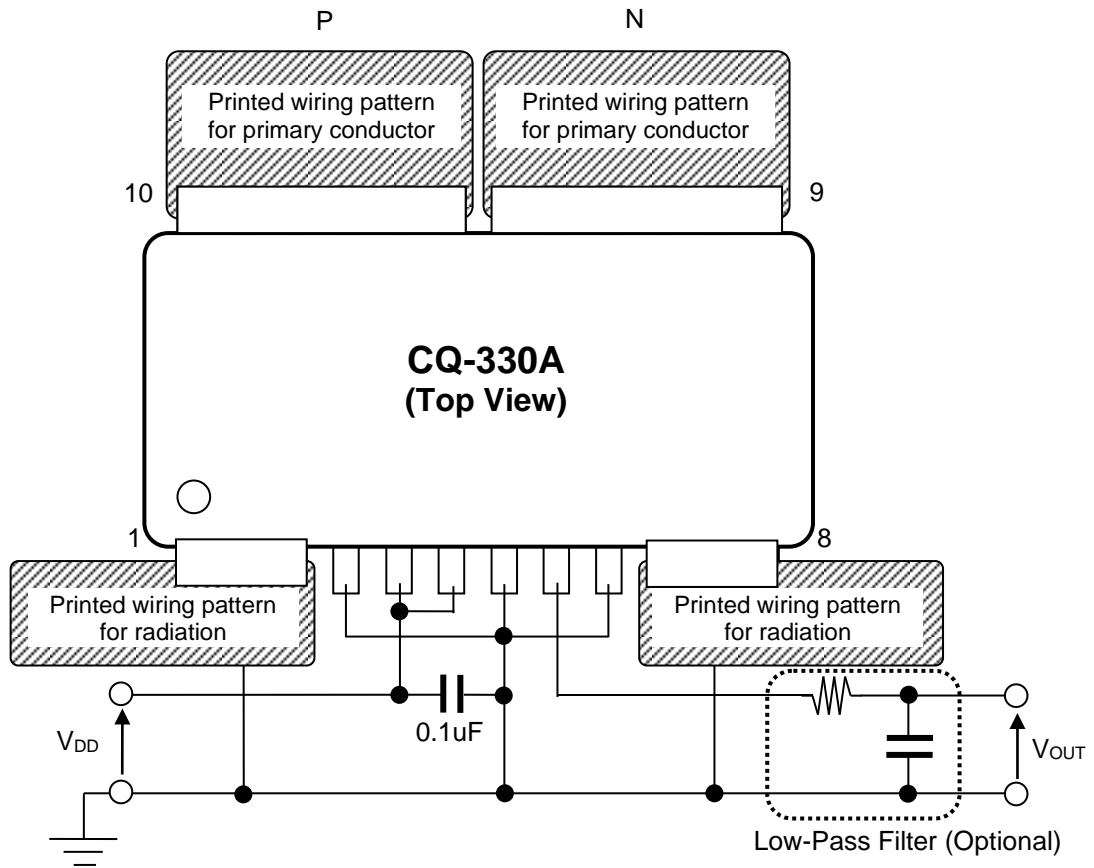 P
N
Printed wiring pattern
for primary conductor
Printed wiring pattern
for primary conductor
10
9
CQ-330A
(Top View)
1
8
Printed wiring pattern
for radiation
Printed wiring pattern
for radiation
0.1uF
VDD
VOUT
Low-Pass Filter (Optional)